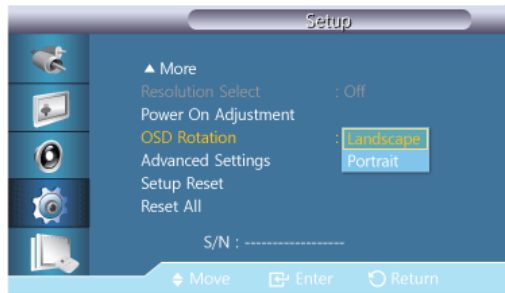 Setup
▲ More
Resolution Select : Off
Power On Adjustment
OSD Rotation : Landscape
Advanced Settings Portrait
Setup Reset
Reset All
S/N : ------------------
Move Enter Return